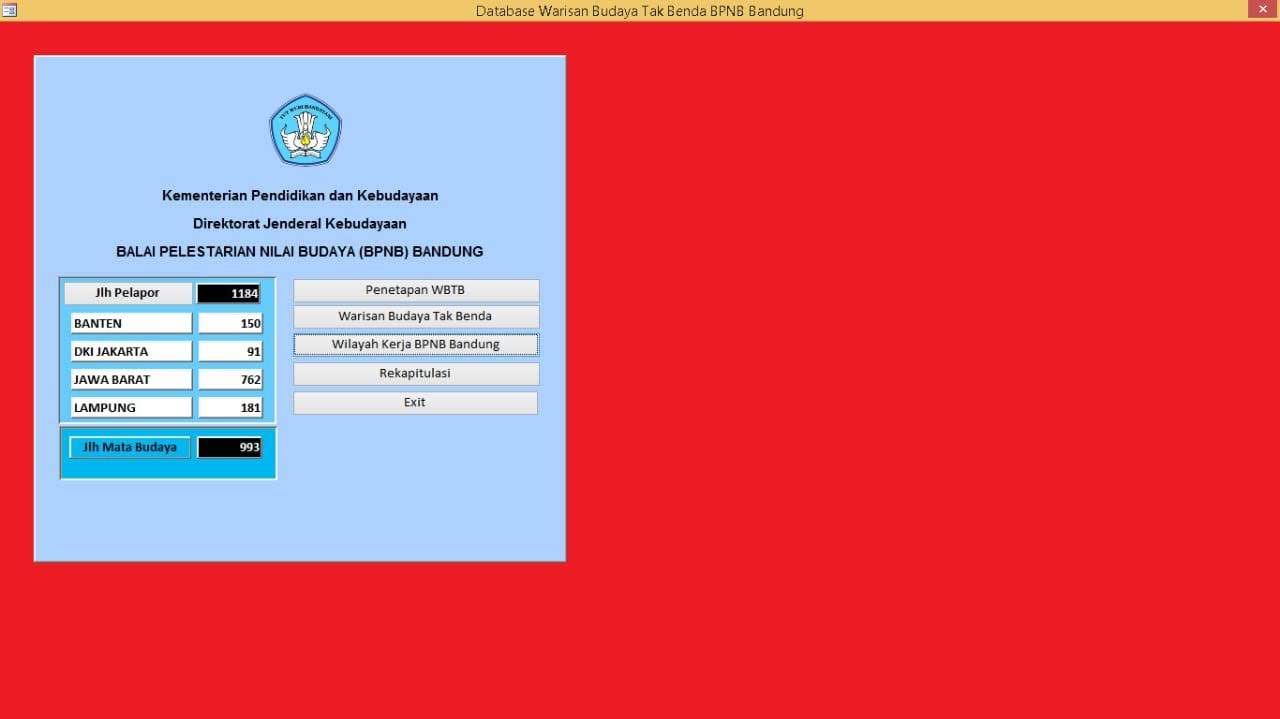 Database Warisan Budaya Tak Benda BPNB Bandung
TUT WURI HANDAYANI
Kementerian Pendidikan dan Kebudayaan
Direktorat Jenderal Kebudayaan
BALAI PELESTARIAN NILAI BUDAYA (BPNB) BANDUNG
Jlh Pelapor 1184
BANTEN 150
DKI JAKARTA 91
JAWA BARAT 762
LAMPUNG 181
Jlh Mata Budaya 993
Penetapan WBTB
Warisan Budaya Tak Benda
Wilayah Kerja BPNB Bandung
Rekapitulasi
Exit